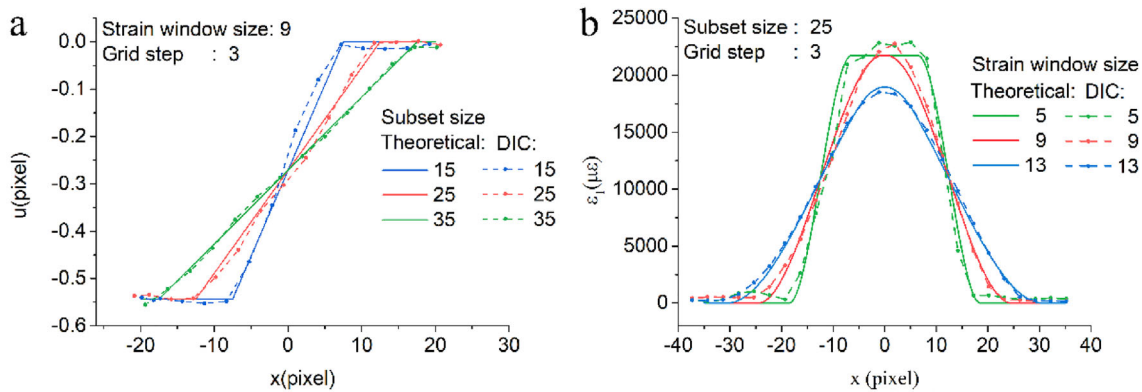 a
Strain window size: 9
Grid step : 3
0.0
-0.1
-0.2
-0.3
-0.4
-0.5
-0.6
u(pixel)
Subset size
Theoretical: DIC:
15 15
25 25
35 35
-20 -10 0 10 20 30
x(pixel)
b
Subset size : 25
Grid step : 3
25000
20000
15000
10000
5000
0
ε₁(με)
Strain window size
Theoretical: DIC:
5 5
9 9
13 13
-40 -30 -20 -10 0 10 20 30 40
x (pixel)